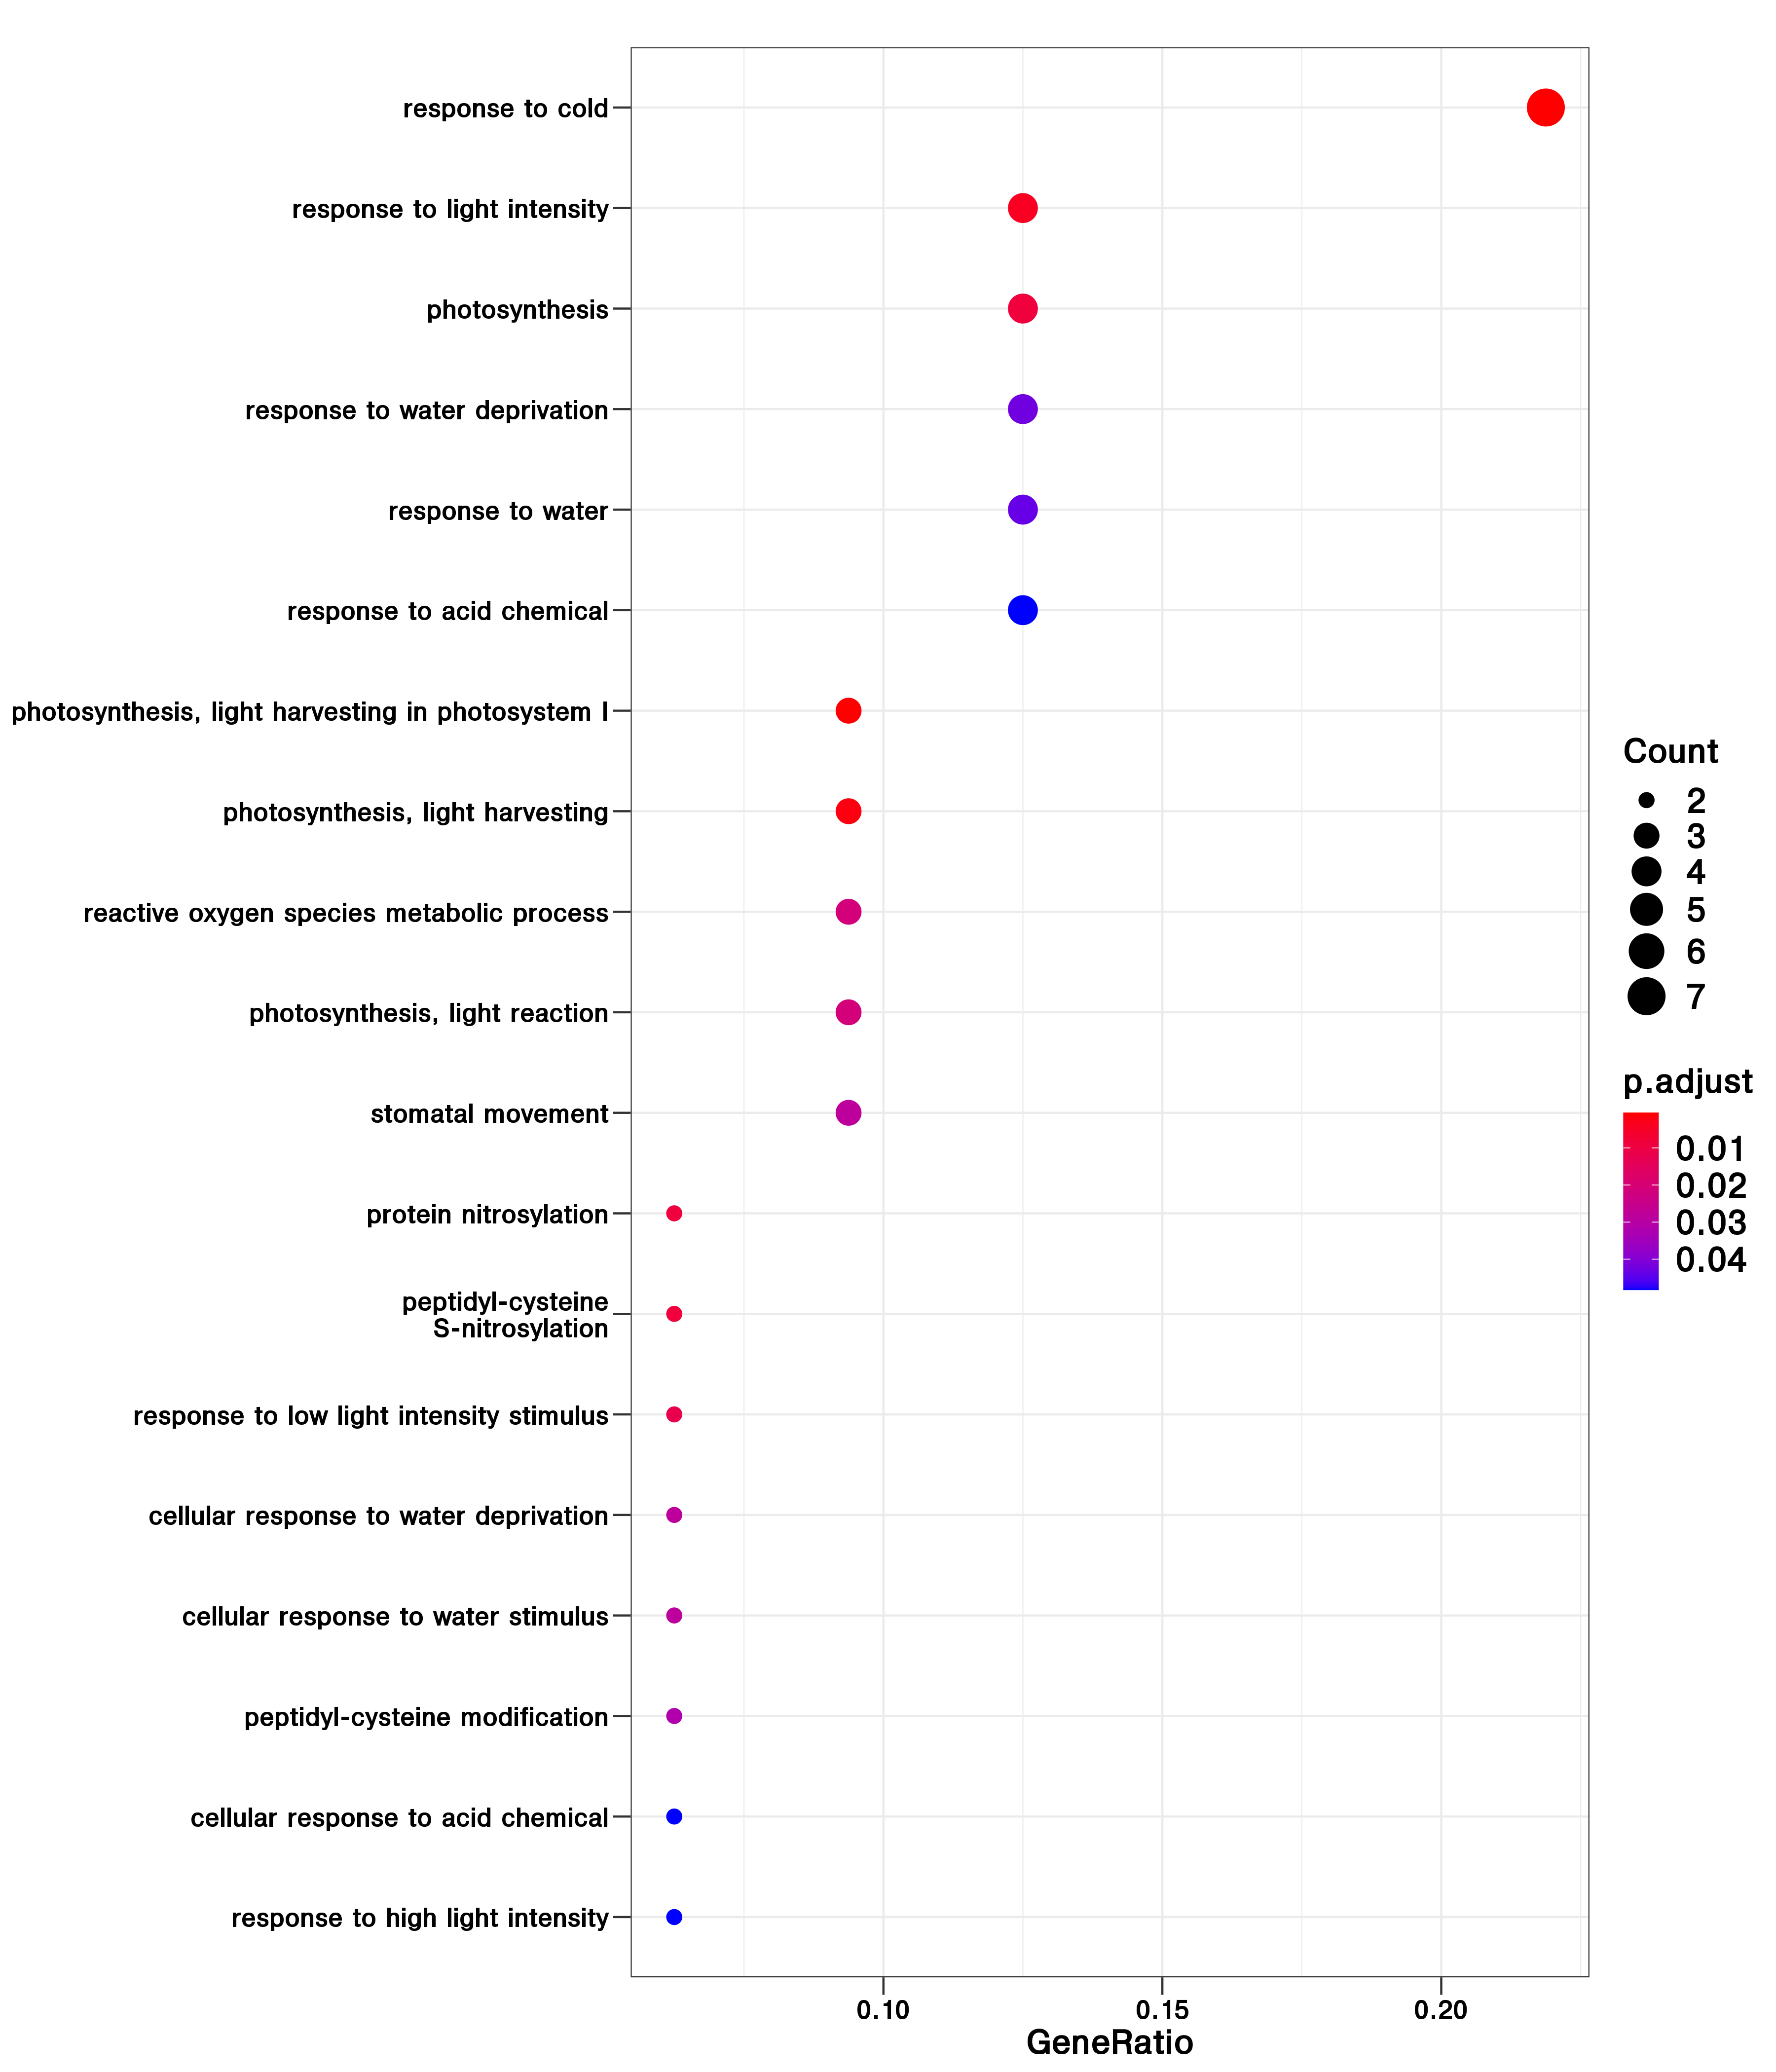 response to cold
response to light intensity
photosynthesis
response to water deprivation
response to water
response to acid chemical
photosynthesis, light harvesting in photosystem I
photosynthesis, light harvesting
reactive oxygen species metabolic process
photosynthesis, light reaction
stomatal movement
protein nitrosylation
peptidyl-cysteine
S-nitrosylation
response to low light intensity stimulus
cellular response to water deprivation
cellular response to water stimulus
peptidyl-cysteine modification
cellular response to acid chemical
response to high light intensity
0.10 0.15 0.20
GeneRatio
Count
2
3
4
5
6
7
p.adjust
0.01
0.02
0.03
0.04